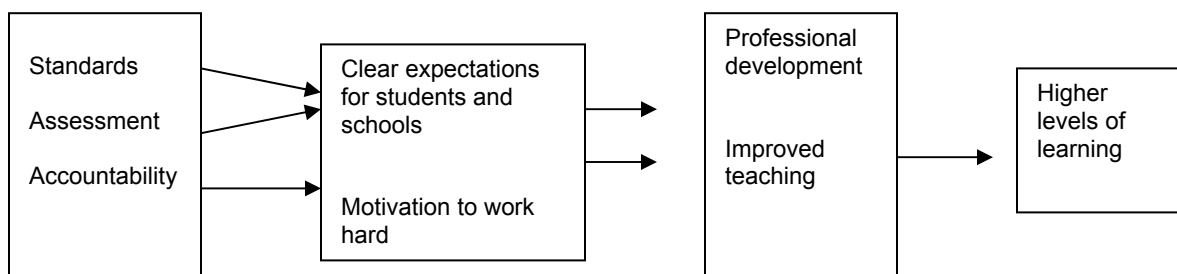 Standards
Assessment
Accountability
Clear expectations
for students and
schools
Motivation to work
hard
Professional
development
Improved
teaching
Higher
levels of
learning